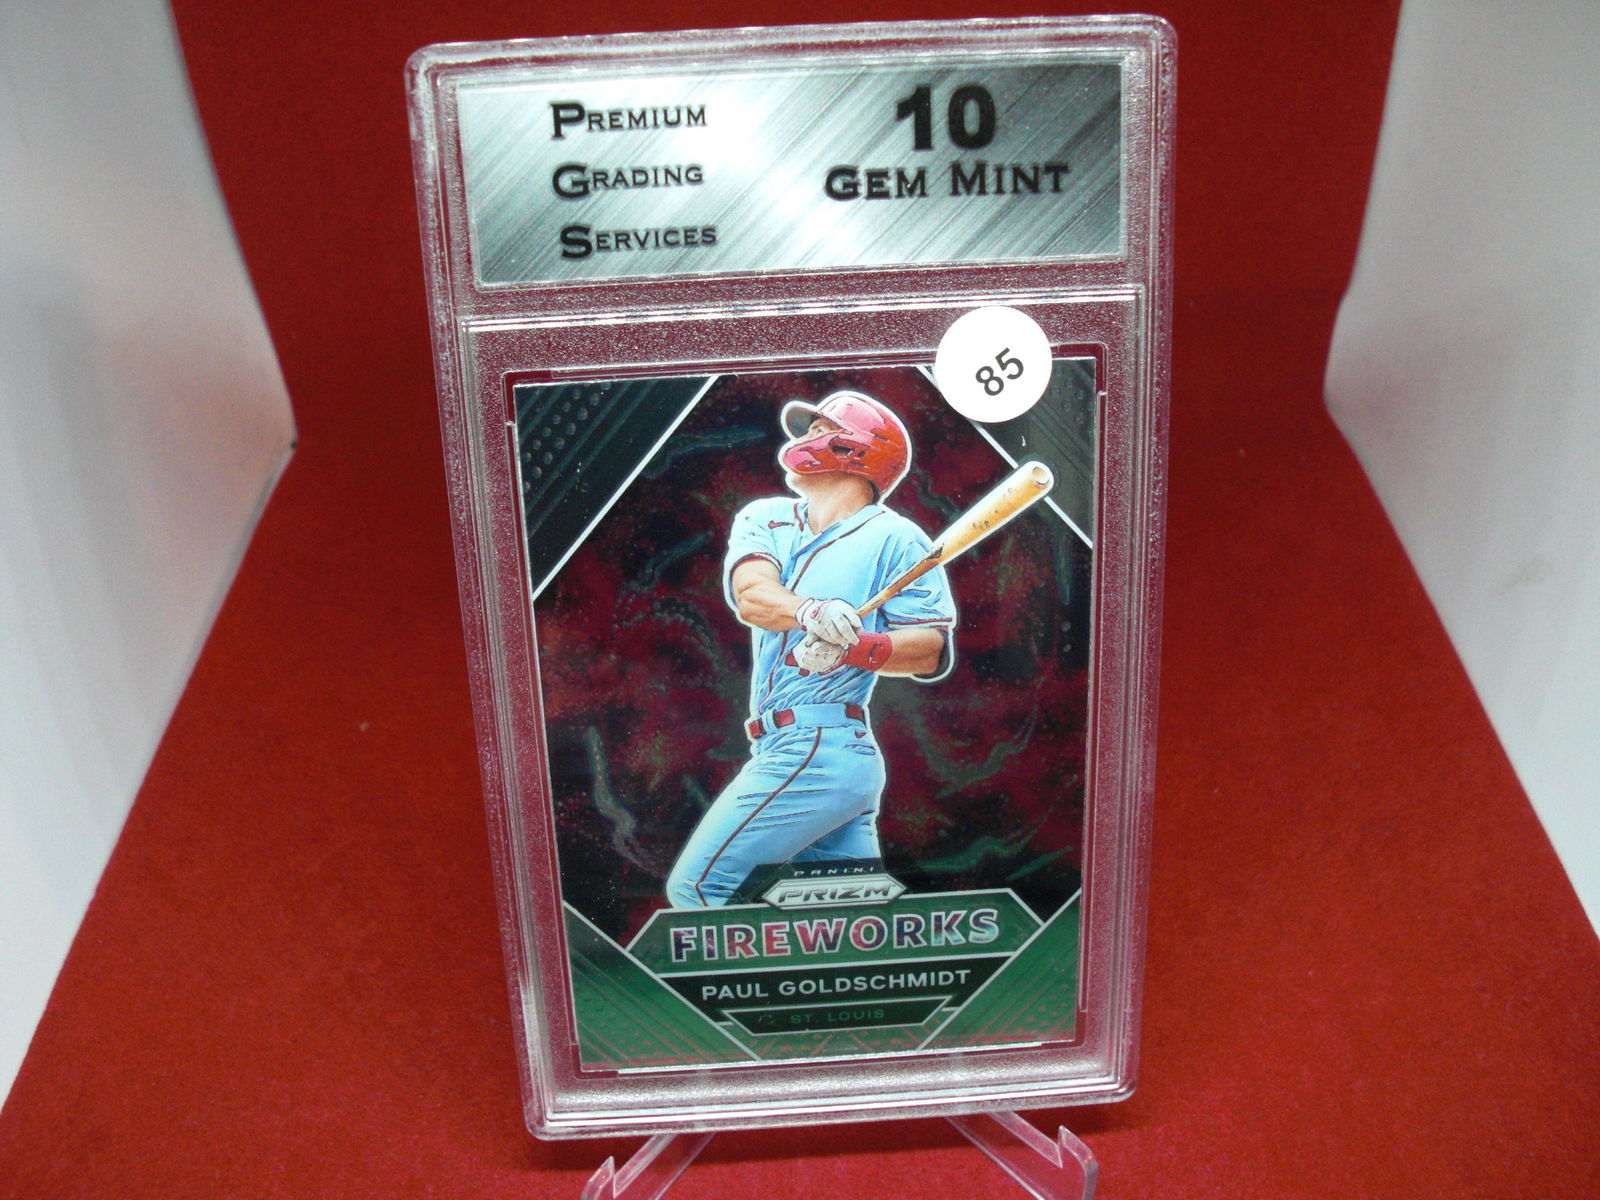 PREMIUM
GRADING
SERVICES
10
GEM MINT
85
PANINI
PRIZM
FIREWORKS
PAUL GOLDSCHMIDT
ST. LOUIS